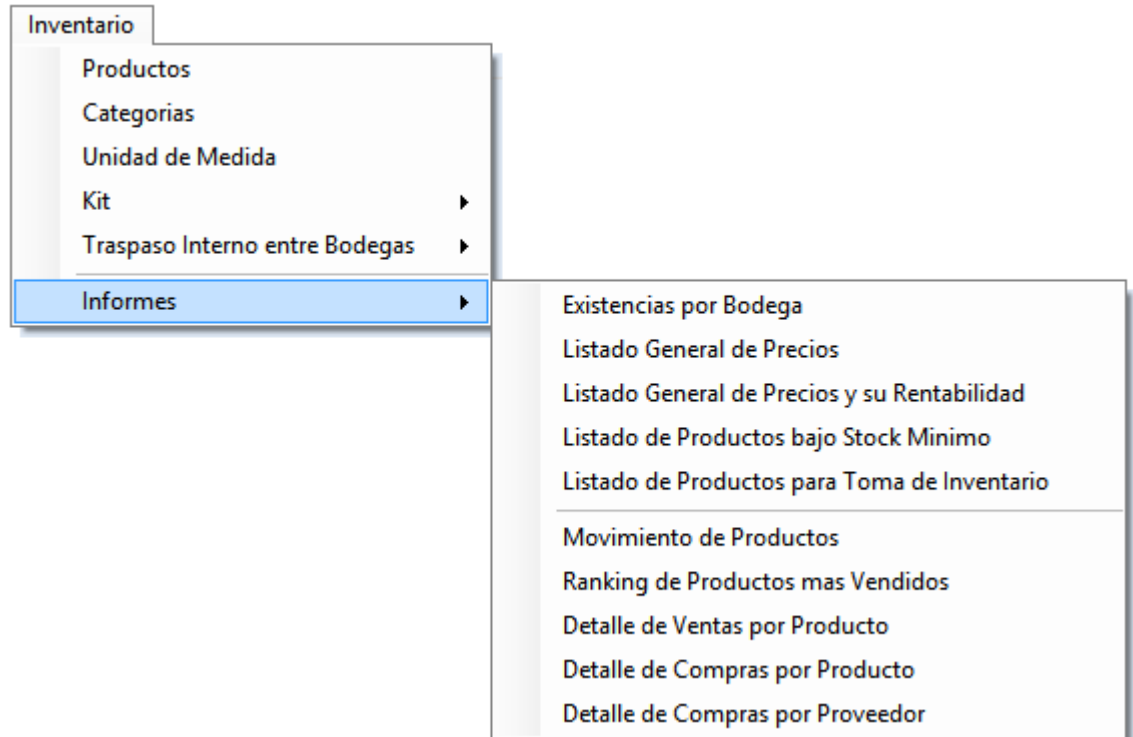 Inventario
Productos
Categorias
Unidad de Medida
Kit
Traspaso Interno entre Bodegas
Informes
Existencias por Bodega
Listado General de Precios
Listado General de Precios y su Rentabilidad
Listado de Productos bajo Stock Minimo
Listado de Productos para Toma de Inventario
Movimiento de Productos
Ranking de Productos mas Vendidos
Detalle de Ventas por Producto
Detalle de Compras por Producto
Detalle de Compras por Proveedor